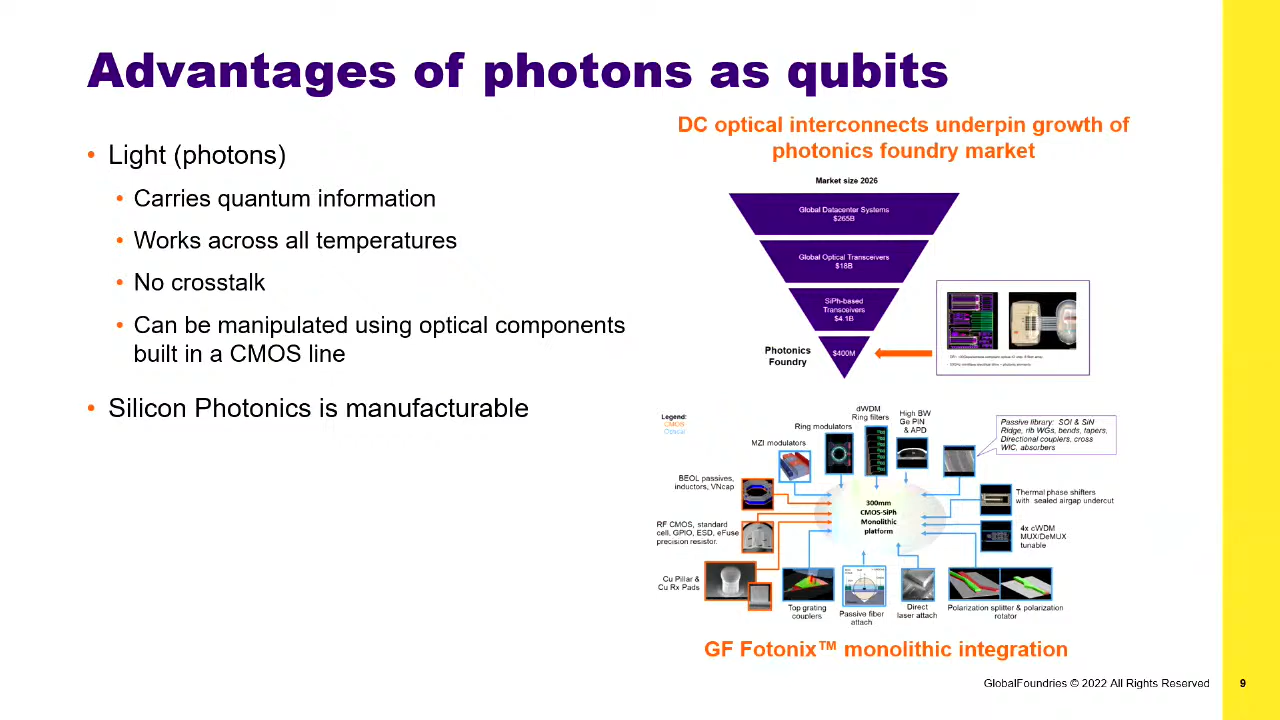 Advantages of photons as qubits
• Light (photons)
• Carries quantum information
• Works across all temperatures
• No crosstalk
• Can be manipulated using optical components
built in a CMOS line
• Silicon Photonics is manufacturable
DC optical interconnects underpin growth of
photonics foundry market
Market size 2026
Global Datacenter Systems
$265B
Global Optical Transceivers
$18B
SiPh-based
Transceivers
$4.1B
Photonics
Foundry
$400M
Legend:
CMOS
Optical
MZI modulators
Ring modulators
dWDM
Ring filters
High BW
Ge PIN
& APD
Passive library: SOI & SiN
Ridge, rib WGs, bends, tapers,
Directional couplers, cross
WIC, absorbers
BEOL passives,
inductors, VNcap
300mm
CMOS-SiPh
Monolithic
platform
Thermal phase shifters
with sealed airgap undercut
RF CMOS, standard
cell, GPIO, ESD, eFuse
precision resistor.
4x cWDM
MUX/DeMUX
tunable
Cu Pillar &
Cu Rx Pads
Top grating
couplers
Passive fiber
attach
Direct
laser attach
Polarization splitter & polarization
rotator
GF Fotonix™ monolithic integration
GlobalFoundries © 2022 All Rights Reserved
9